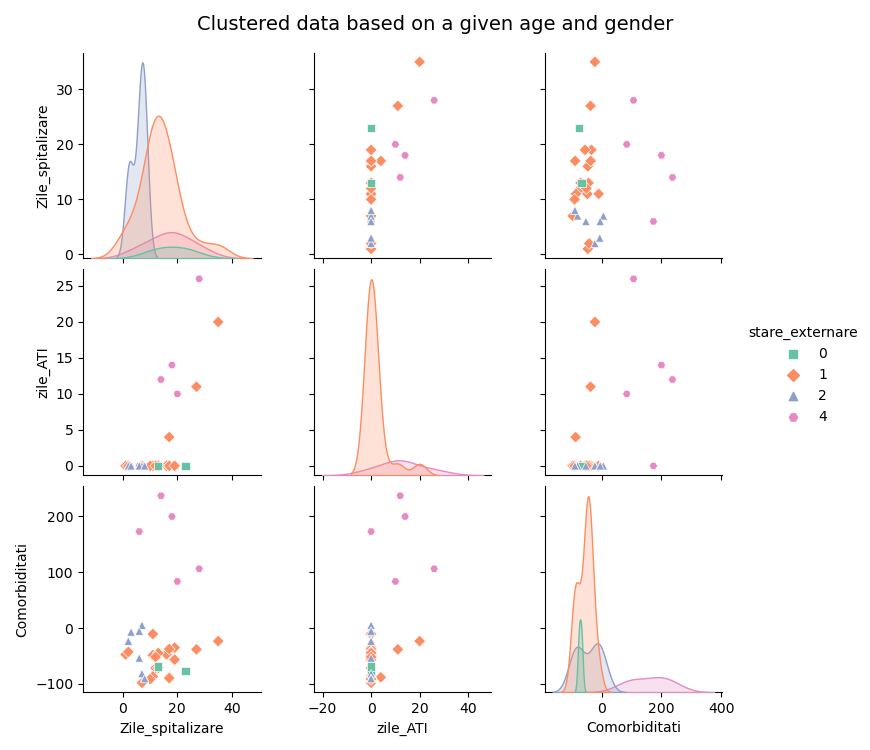 Clustered data based on a given age and gender
Zile_spitalizare
30
20
10
0
zile_ATI
25
20
15
10
5
0
stare_externare
0
1
2
4
Comorbiditati
200
100
0
−100
0 20 40
−20 0 20 40
0 200 400
Zile_spitalizare
zile_ATI
Comorbiditati